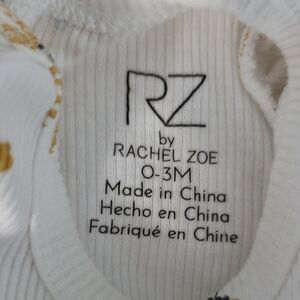 RZ
by
RACHEL ZOE
0-3M
Made in China
Hecho en China
Fabriqué en Chine